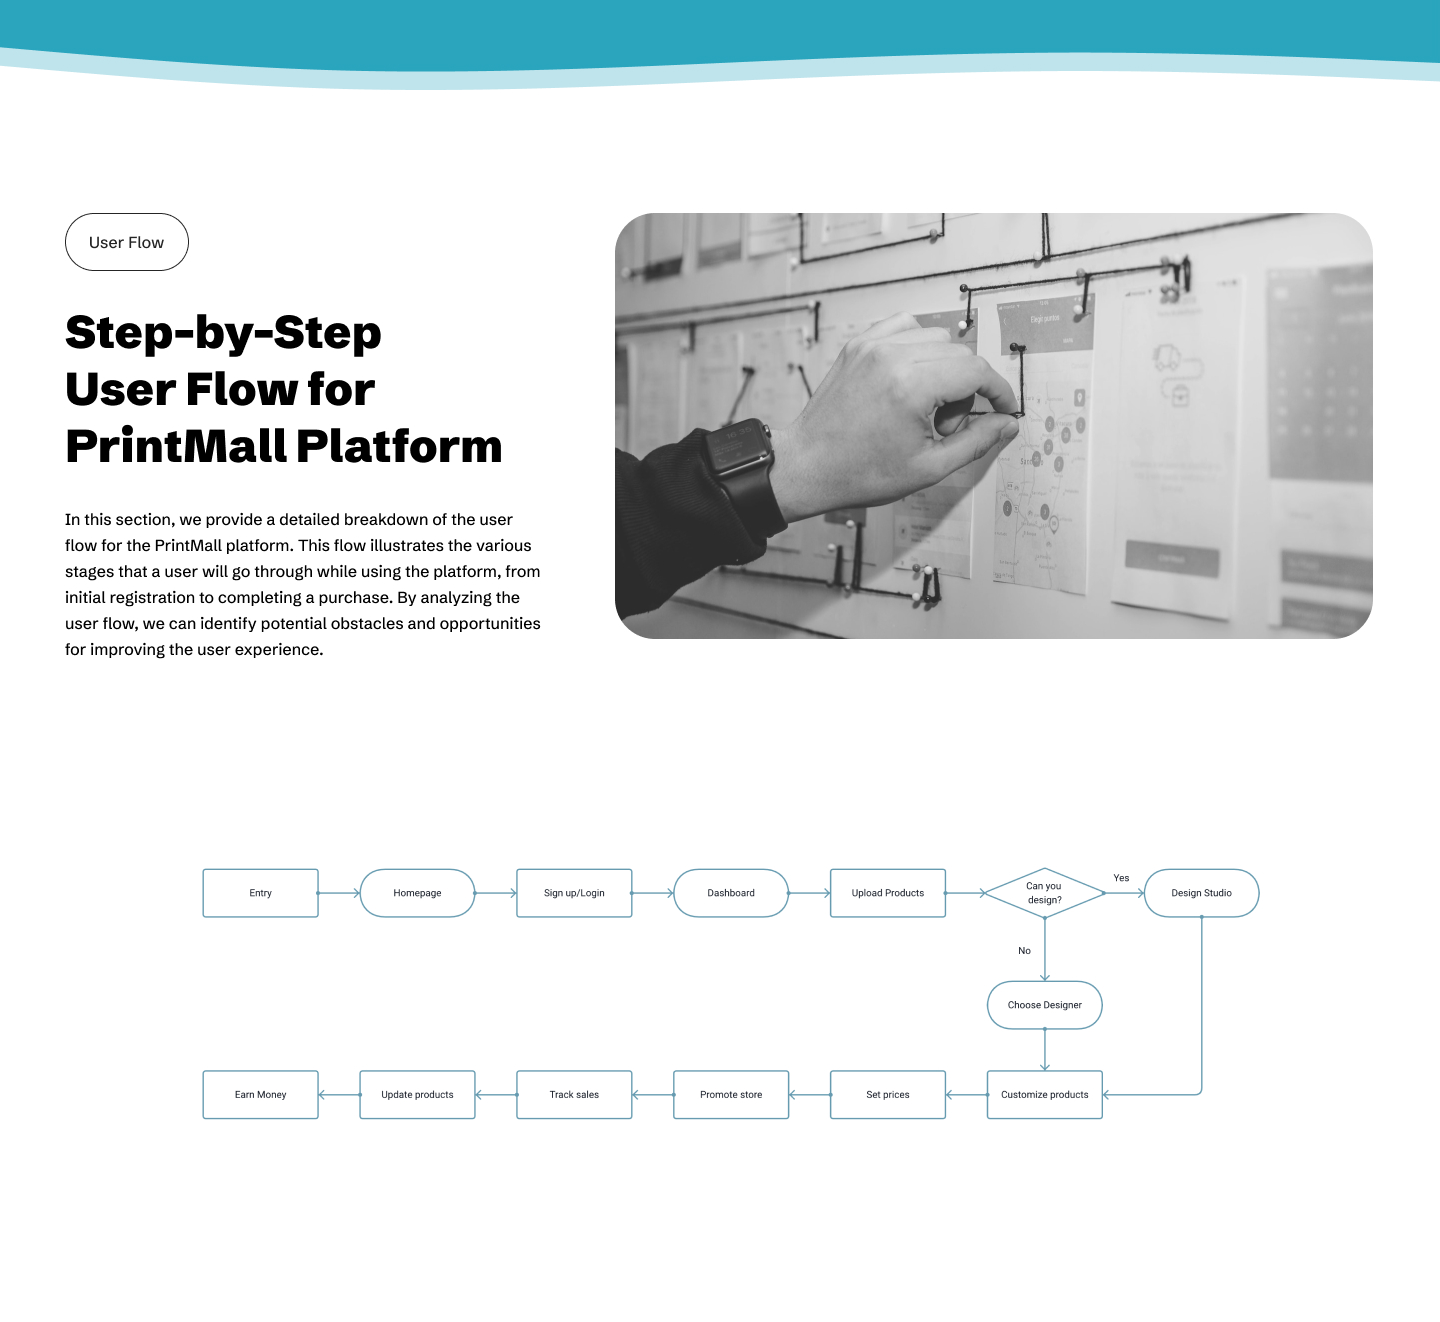 User Flow
Step-by-Step
User Flow for
PrintMall Platform
In this section, we provide a detailed breakdown of the user
flow for the PrintMall platform. This flow illustrates the various
stages that a user will go through while using the platform, from
initial registration to completing a purchase. By analyzing the
user flow, we can identify potential obstacles and opportunities
for improving the user experience.
Entry
Homepage
Sign up/Login
Dashboard
Upload Products
Can you
design?
Yes
Design Studio
No
Choose Designer
Earn Money
Update products
Track sales
Promote store
Set prices
Customize products